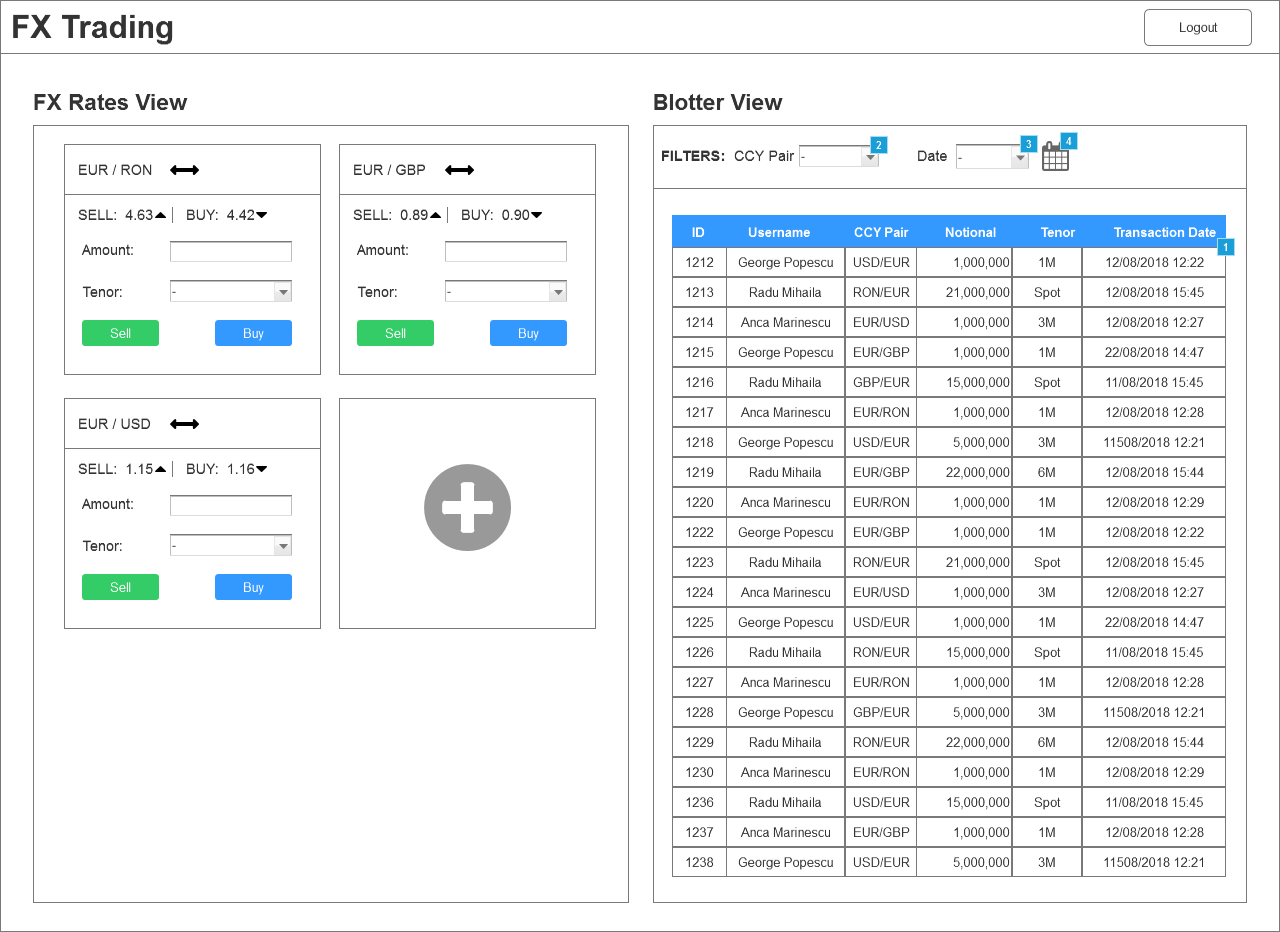 FX Trading
Logout
FX Rates View
EUR / RON
SELL: 4.63 BUY: 4.42
Amount:
Tenor: -
Sell Buy
EUR / GBP
SELL: 0.89 BUY: 0.90
Amount:
Tenor: -
Sell Buy
EUR / USD
SELL: 1.15 BUY: 1.16
Amount:
Tenor: -
Sell Buy
Blotter View
FILTERS: CCY Pair - 2 Date - 3 4
ID Username CCY Pair Notional Tenor Transaction Date
1
1212 George Popescu USD/EUR 1,000,000 1M 12/08/2018 12:22
1213 Radu Mihaila RON/EUR 21,000,000 Spot 12/08/2018 15:45
1214 Anca Marinescu EUR/USD 1,000,000 3M 12/08/2018 12:27
1215 George Popescu EUR/GBP 1,000,000 1M 22/08/2018 14:47
1216 Radu Mihaila GBP/EUR 15,000,000 Spot 11/08/2018 15:45
1217 Anca Marinescu EUR/RON 1,000,000 1M 12/08/2018 12:28
1218 George Popescu USD/EUR 5,000,000 3M 11508/2018 12:21
1219 Radu Mihaila EUR/GBP 22,000,000 6M 12/08/2018 15:44
1220 Anca Marinescu EUR/RON 1,000,000 1M 12/08/2018 12:29
1222 George Popescu EUR/GBP 1,000,000 1M 12/08/2018 12:22
1223 Radu Mihaila RON/EUR 21,000,000 Spot 12/08/2018 15:45
1224 Anca Marinescu EUR/USD 1,000,000 3M 12/08/2018 12:27
1225 George Popescu USD/EUR 1,000,000 1M 22/08/2018 14:47
1226 Radu Mihaila RON/EUR 15,000,000 Spot 11/08/2018 15:45
1227 Anca Marinescu EUR/RON 1,000,000 1M 12/08/2018 12:28
1228 George Popescu GBP/EUR 5,000,000 3M 11508/2018 12:21
1229 Radu Mihaila RON/EUR 22,000,000 6M 12/08/2018 15:44
1230 Anca Marinescu EUR/RON 1,000,000 1M 12/08/2018 12:29
1236 Radu Mihaila USD/EUR 15,000,000 Spot 11/08/2018 15:45
1237 Anca Marinescu EUR/GBP 1,000,000 1M 12/08/2018 12:28
1238 George Popescu USD/EUR 5,000,000 3M 11508/2018 12:21